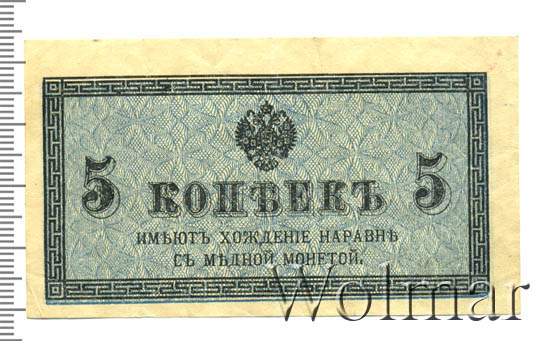 5 КОПѢЕКЪ 5
ИМѢЮТЪ ХОЖДЕНІЕ НАРАВНѢ
СЪ МѢДНОЙ МОНЕТОЙ.
Wolmar